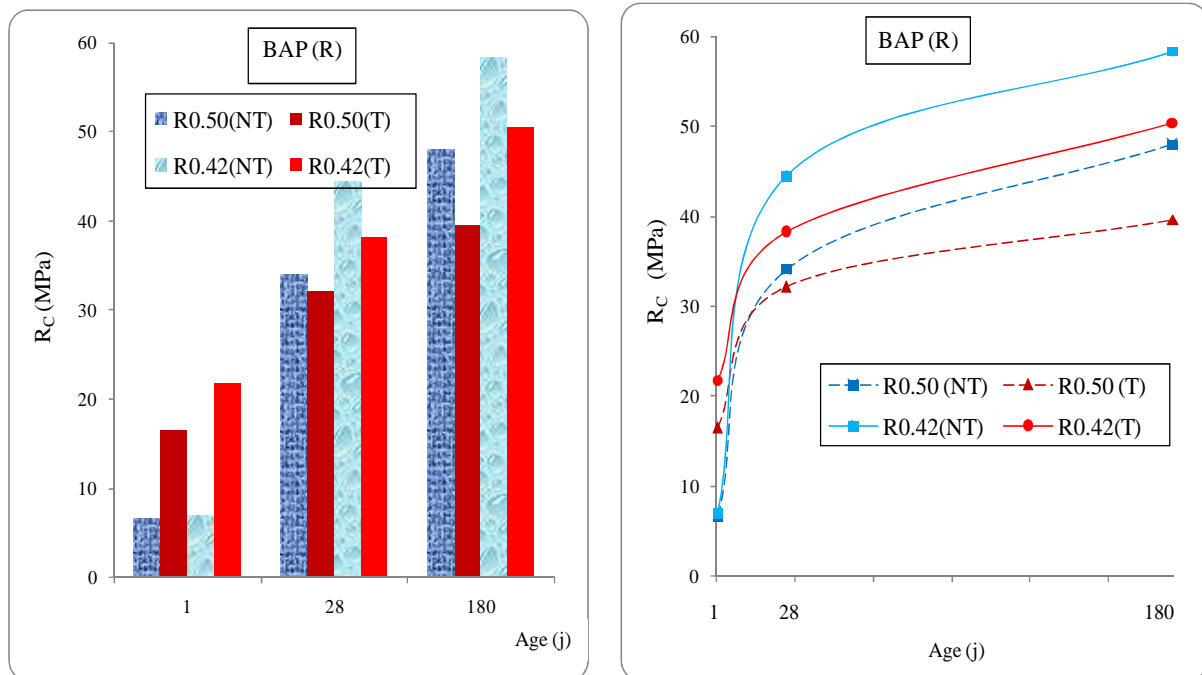 BAP (R)
R0.50(NT) R0.50(T)
R0.42(NT) R0.42(T)
60
50
40
30
20
10
0
R_C (MPa)
1 28 180
Age (j)
BAP (R)
60
50
40
30
20
10
0
R_C (MPa)
R0.50 (NT) R0.50 (T)
R0.42(NT) R0.42(T)
1 28 180
Age (j)